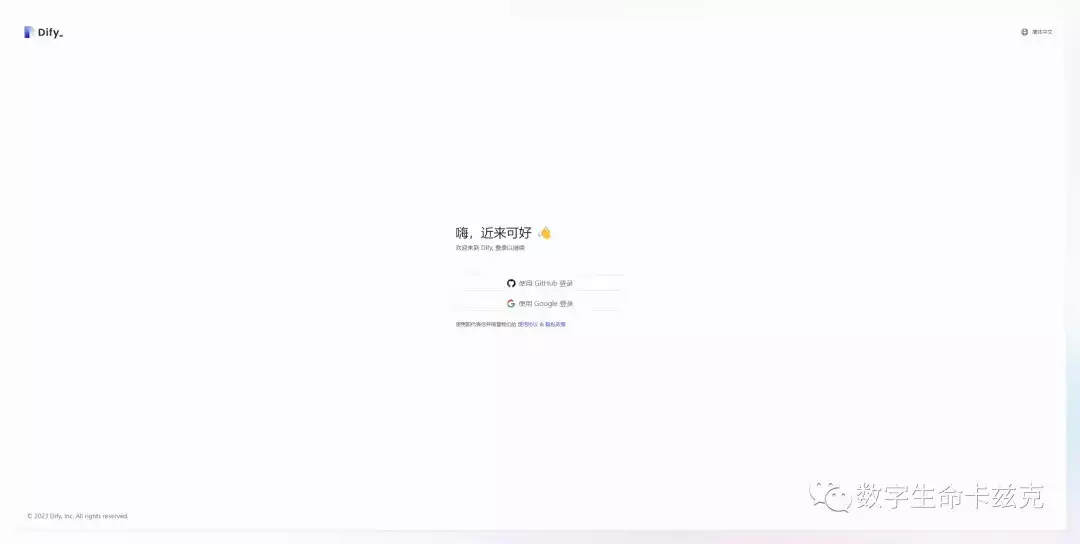 Dify_
简体中文
嗨，近来可好 👋
欢迎来到 Dify, 登录以继续
使用 GitHub 登录
使用 Google 登录
使用即代表你并同意我们的 使用协议 & 隐私政策
数字生命卡兹克
© 2023 Dify, Inc. All rights reserved.